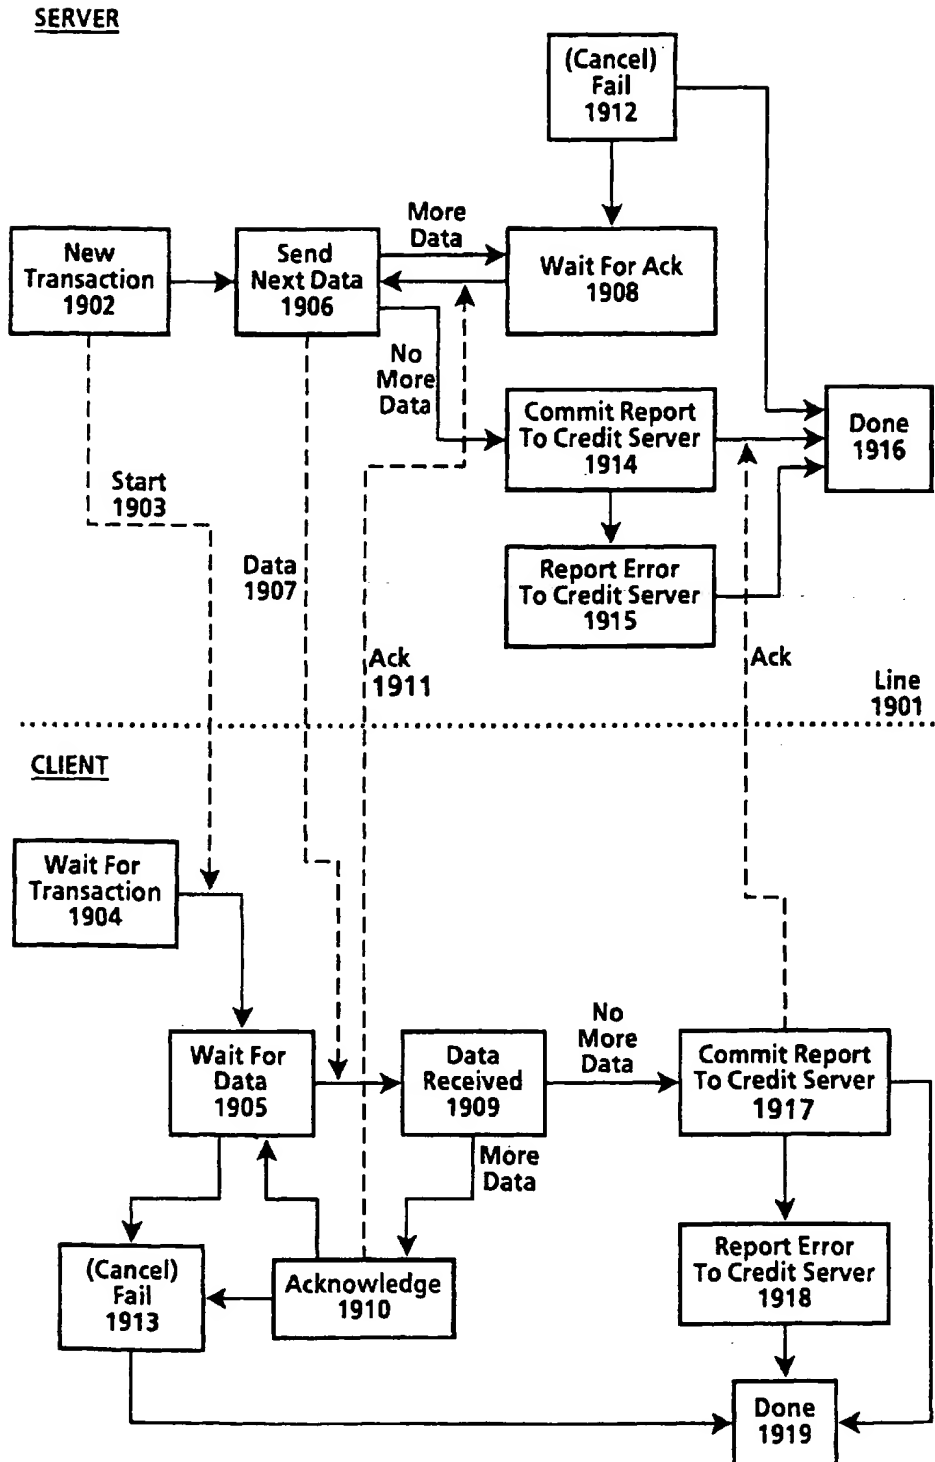 SERVER
(Cancel)
Fail
1912
New
Transaction
1902
Send
Next Data
1906
More
Data
Wait For Ack
1908
No
More
Data
Commit Report
To Credit Server
1914
Done
1916
Start
1903
Data
1907
Report Error
To Credit Server
1915
Ack
1911
Ack
Line
1901
CLIENT
Wait For
Transaction
1904
Wait For
Data
1905
Data
Received
1909
No
More
Data
Commit Report
To Credit Server
1917
More
Data
(Cancel)
Fail
1913
Acknowledge
1910
Report Error
To Credit Server
1918
Done
1919